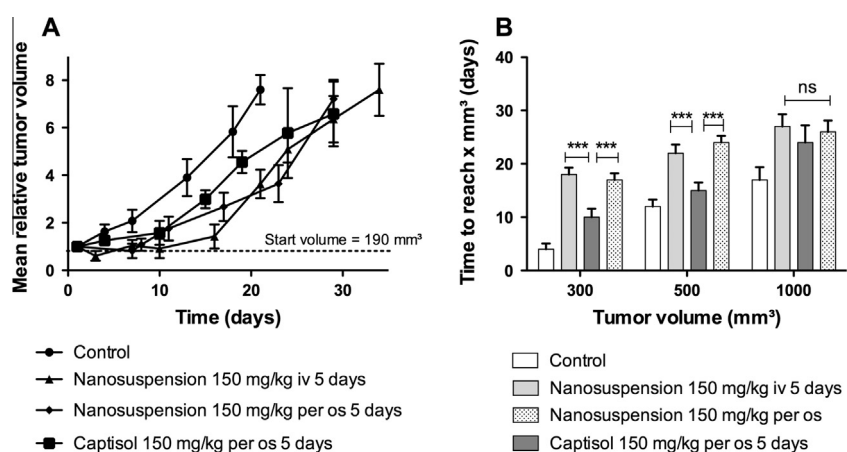 A
Mean relative tumor volume
8
6
4
2
0
Start volume = 190 mm³
0 10 20 30
Time (days)
Control
Nanosuspension 150 mg/kg iv 5 days
Nanosuspension 150 mg/kg per os 5 days
Captisol 150 mg/kg per os 5 days
B
Time to reach x mm³ (days)
40
30
20
10
0
*** ***
*** ***
ns
300 500 1000
Tumor volume (mm³)
Control
Nanosuspension 150 mg/kg iv 5 days
Nanosuspension 150 mg/kg per os
Captisol 150 mg/kg per os 5 days